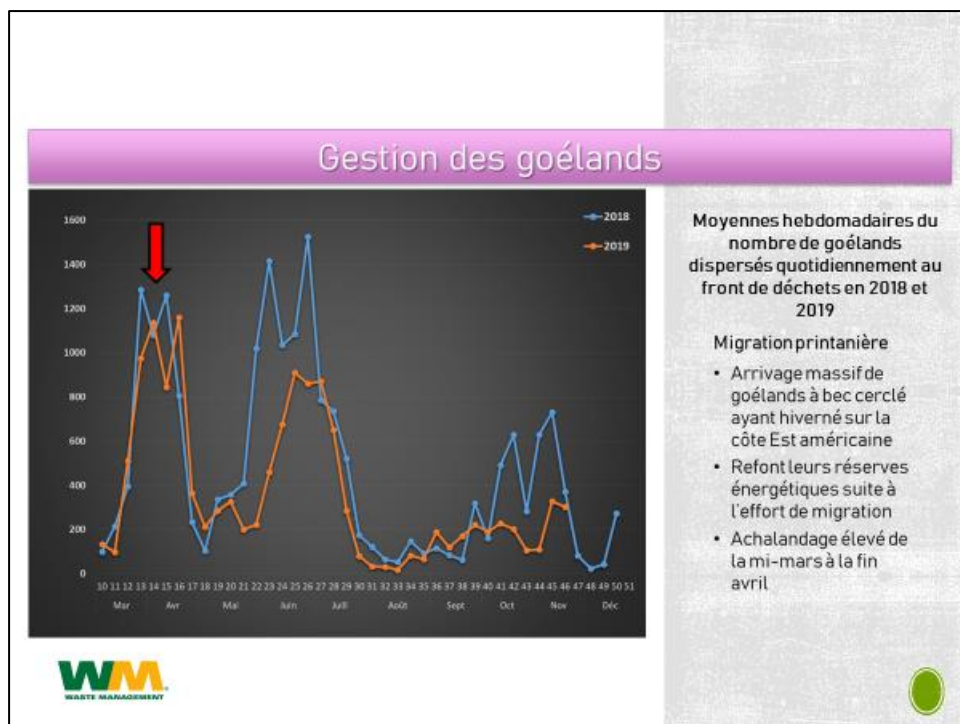 Gestion des goélands
1600
1400
1200
1000
800
600
400
200
0
2018
2019
10 11 12 13 14 15 16 17 18 19 20 21 22 23 24 25 26 27 28 29 30 31 32 33 34 35 36 37 38 39 40 41 42 43 44 45 46 47 48 49 50 51
Mar Avr Mai Juin Juill Août Sept Oct Nov Déc
Moyennes hebdomadaires du
nombre de goélands
dispersés quotidiennement au
front de déchets en 2018 et
2019
Migration printanière
• Arrivage massif de
goélands à bec cerclé
ayant hiverné sur la
côte Est américaine
• Refont leurs réserves
énergétiques suite à
l'effort de migration
• Achalandage élevé de
la mi-mars à la fin
avril
WM
WASTE MANAGEMENT